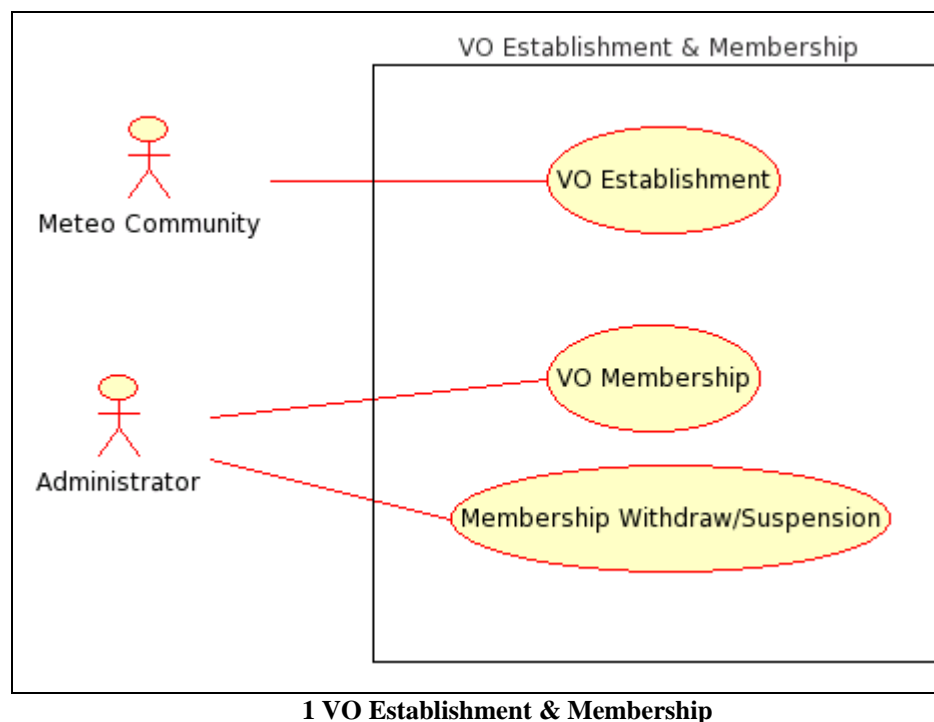 VO Establishment & Membership
VO Establishment
Meteo Community
VO Membership
Administrator
Membership Withdraw/Suspension
1 VO Establishment & Membership